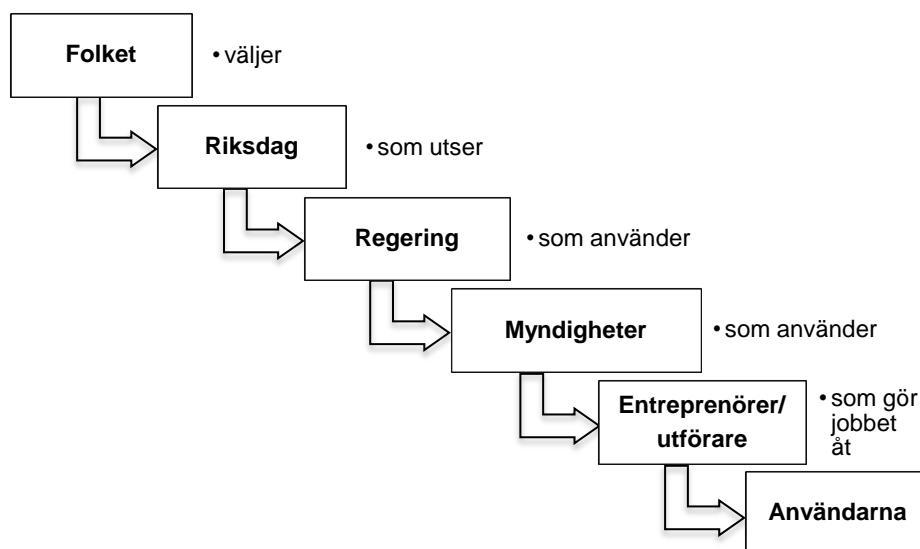 Folket
• väljer
Riksdag
• som utser
Regering
• som använder
Myndigheter
• som använder
Entreprenörer/
utförare
• som gör
jobbet
åt
Användarna